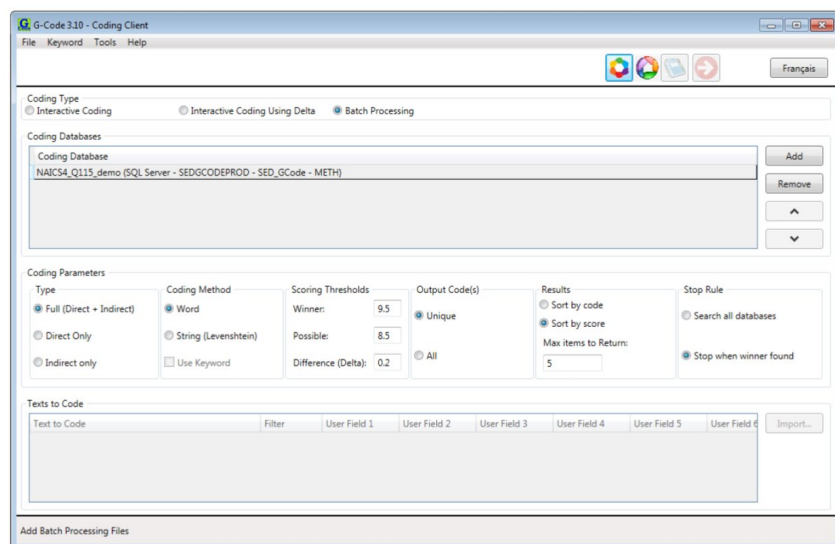 G-Code 3.10 - Coding Client
File Keyword Tools Help
Français
Coding Type
Interactive Coding Interactive Coding Using Delta Batch Processing
Coding Databases
Coding Database
NAICS4_Q115_demo (SQL Server - SEDGCODEPROD - SED_GCode - METH)
Add
Remove
Coding Parameters
Type Coding Method Scoring Thresholds Output Code(s) Results Stop Rule
Full (Direct + Indirect) Word Winner: 9.5 Unique Sort by code Search all databases
Sort by score
Direct Only String (Levenshtein) Possible: 8.5 Max items to Return:
Indirect only Use Keyword Difference (Delta): 0.2 All 5 Stop when winner found
Texts to Code
Text to Code Filter User Field 1 User Field 2 User Field 3 User Field 4 User Field 5 User Field 6 Import...
Add Batch Processing Files